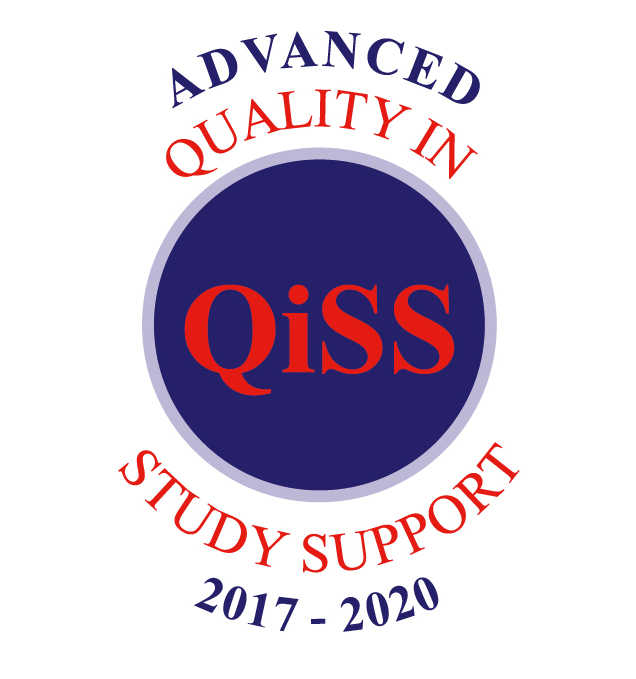 ADVANCED
QUALITY IN
QiSS
STUDY SUPPORT
2017 - 2020